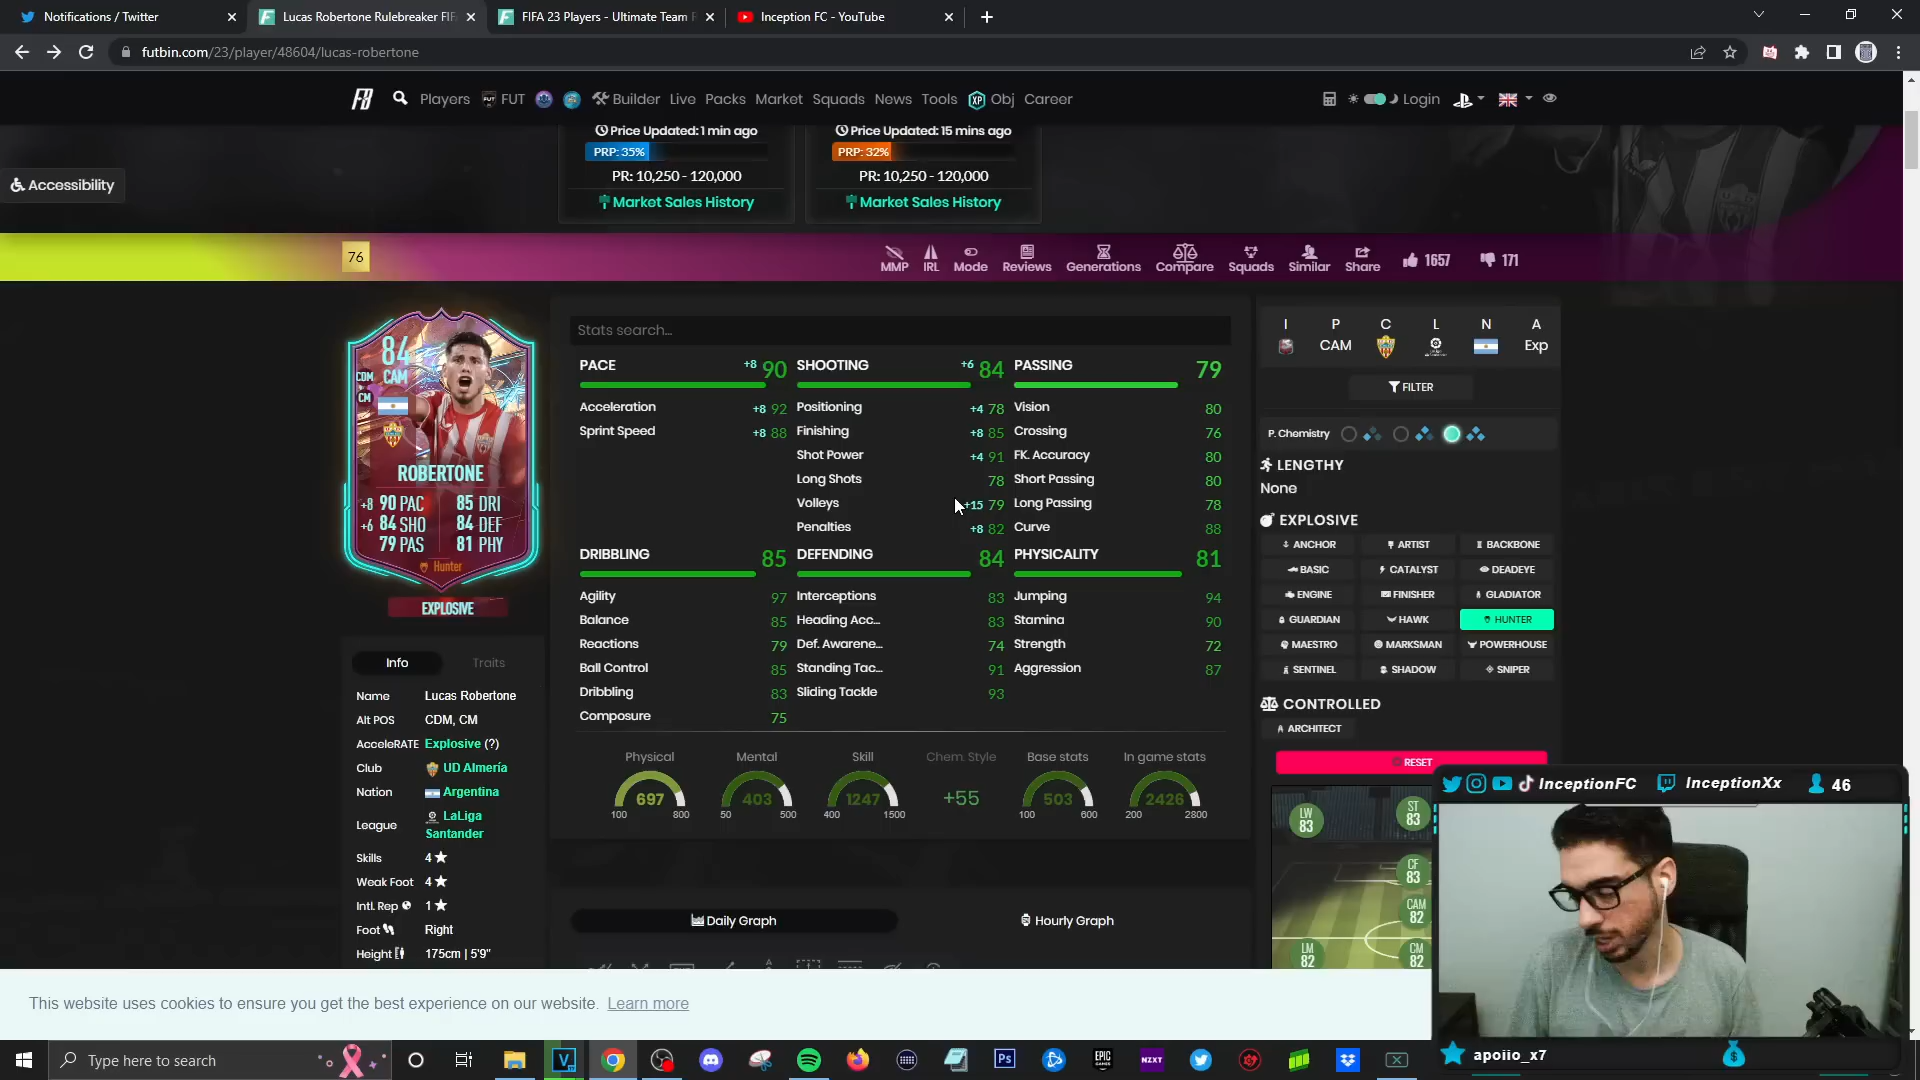 Notifications / Twitter
Lucas Robertone Rulebreaker FIF
FIFA 23 Players - Ultimate Team F
Inception FC - YouTube
futbin.com/23/player/48604/lucas-robertone
Players FUT Builder Live Packs Market Squads News Tools XP Obj Career Login
Accessibility
Price Updated: 1 min ago
PRP: 35%
PR: 10,250 - 120,000
Market Sales History
Price Updated: 15 mins ago
PRP: 32%
PR: 10,250 - 120,000
Market Sales History
76
MMP IRL Mode Reviews Generations Compare Squads Similar Share 1657 171
84
CAM
CDM
CM
ROBERTONE
+8 90 PAC 85 DRI
+6 84 SHO 84 DEF
79 PAS 81 PHY
Hunter
EXPLOSIVE
Info Traits
Name Lucas Robertone
Alt POS CDM, CM
AcceleRATE Explosive (?)
Club UD Almería
Nation Argentina
League LaLiga
Santander
Skills 4
Weak Foot 4
Intl. Rep 1
Foot Right
Height 175cm | 5'9"
Stats search...
PACE +8 90
Acceleration +8 92
Sprint Speed +8 88
SHOOTING +6 84
Positioning +4 78
Finishing +8 85
Shot Power +4 91
Long Shots 78
Volleys +15 79
Penalties +8 82
PASSING 79
Vision 80
Crossing 76
FK. Accuracy 80
Short Passing 80
Long Passing 78
Curve 88
DRIBBLING 85
Agility 97
Balance 85
Reactions 79
Ball Control 85
Dribbling 83
Composure 75
DEFENDING 84
Interceptions 83
Heading Acc... 83
Def. Awarene... 74
Standing Tac... 91
Sliding Tackle 93
PHYSICALITY 81
Jumping 94
Stamina 90
Strength 72
Aggression 87
Physical Mental Skill Chem. Style Base stats In game stats
697 403 1247 +55 503 2426
100 800 50 500 400 1500 100 600 200 2800
Daily Graph Hourly Graph
I P C L N A
CAM Exp
FILTER
P. Chemistry
LENGTHY
None
EXPLOSIVE
ANCHOR ARTIST BACKBONE
BASIC CATALYST DEADEYE
ENGINE FINISHER GLADIATOR
GUARDIAN HAWK HUNTER
MAESTRO MARKSMAN POWERHOUSE
SENTINEL SHADOW SNIPER
CONTROLLED
ARCHITECT
RESET
LW
83
ST
83
CF
83
CAM
82
LM
82
CM
82
InceptionFC InceptionXx 46
apoiio_x7
This website uses cookies to ensure you get the best experience on our website. Learn more
Type here to search
V
Ps
EPIC
GAMES
NZXT